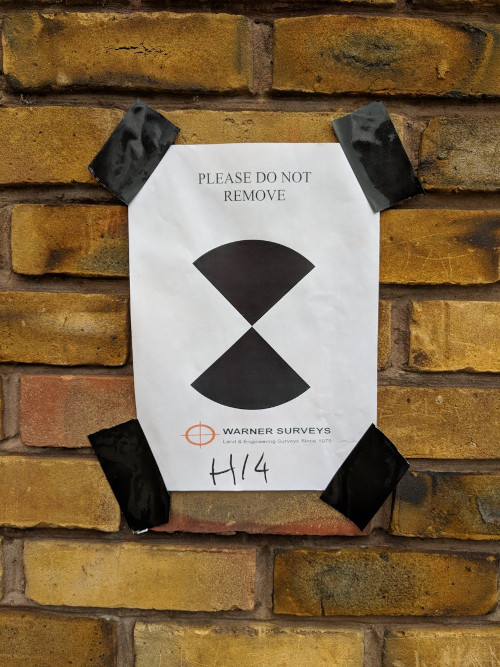 PLEASE DO NOT
REMOVE
WARNER SURVEYS
Land & Engineering Surveys Since 1979
H14